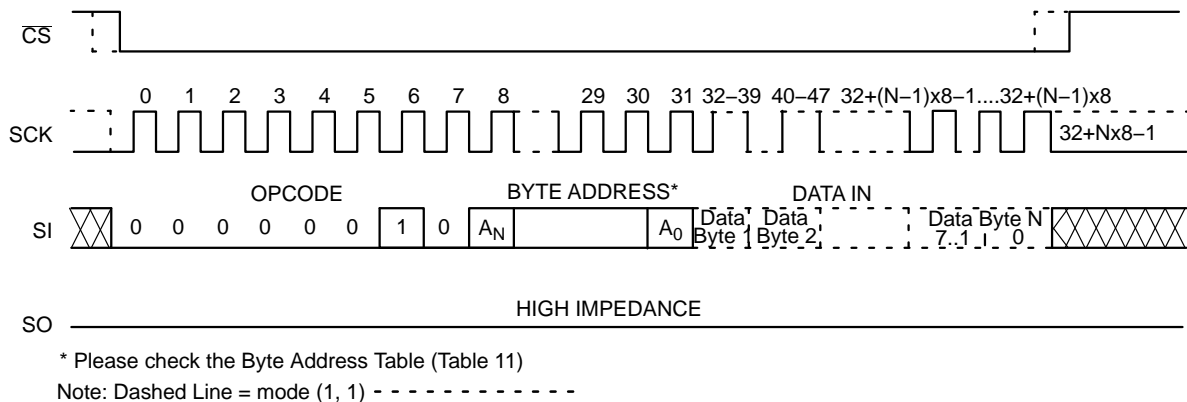 CS
0 1 2 3 4 5 6 7 8 29 30 31 32–39 40–47 32+(N–1)x8–1....32+(N–1)x8
SCK
32+Nx8–1
OPCODE BYTE ADDRESS* DATA IN
SI 0 0 0 0 0 0 1 0 AN A0 Data Byte 1 Data Byte 2 Data Byte N
7..1 0
HIGH IMPEDANCE
SO
* Please check the Byte Address Table (Table 11)
Note: Dashed Line = mode (1, 1) - - - - - - - - - - - - -